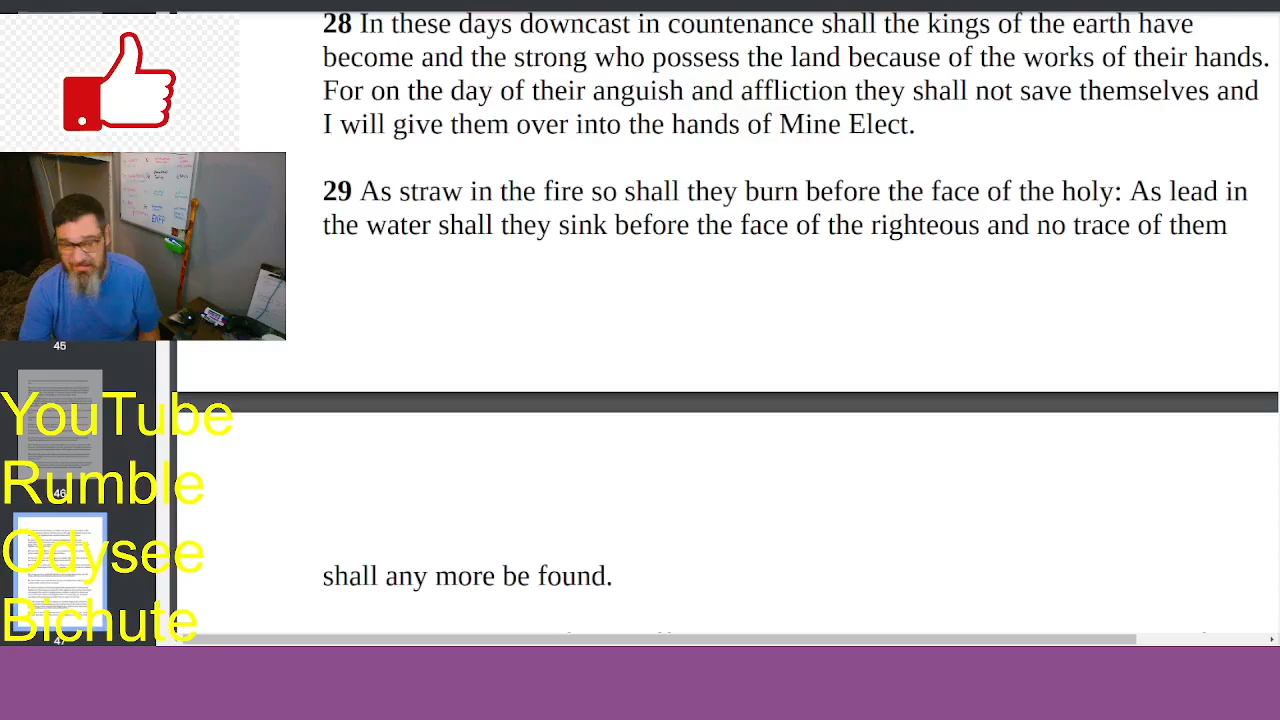 28 In these days downcast in countenance shall the kings of the earth have
become and the strong who possess the land because of the works of their hands.
For on the day of their anguish and affliction they shall not save themselves and
I will give them over into the hands of Mine Elect.
29 As straw in the fire so shall they burn before the face of the holy: As lead in
the water shall they sink before the face of the righteous and no trace of them
shall any more be found.
45
YouTube
Rumble
46
Odysee
Bichute
47